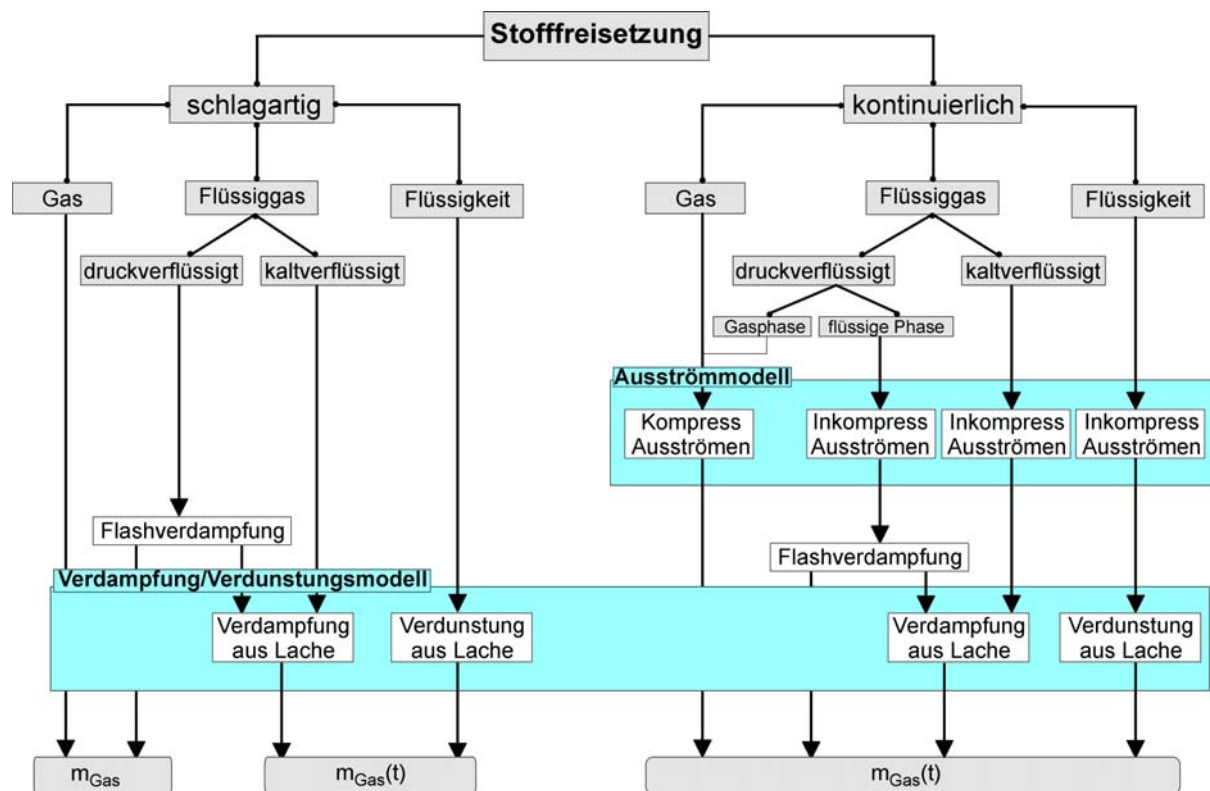 Stofffreisetzung
schlagartig
kontinuierlich
Gas
Flüssiggas
Flüssigkeit
Gas
Flüssiggas
Flüssigkeit
druckverflüssigt
kaltverflüssigt
druckverflüssigt
kaltverflüssigt
Gasphase
flüssige Phase
Ausströmmodell
Kompress
Ausströmen
Inkompress
Ausströmen
Inkompress
Ausströmen
Inkompress
Ausströmen
Flashverdampfung
Flashverdampfung
Verdampfung/Verdunstungsmodell
Verdampfung
aus Lache
Verdunstung
aus Lache
Verdampfung
aus Lache
Verdunstung
aus Lache
mGas
mGas(t)
mGas(t)